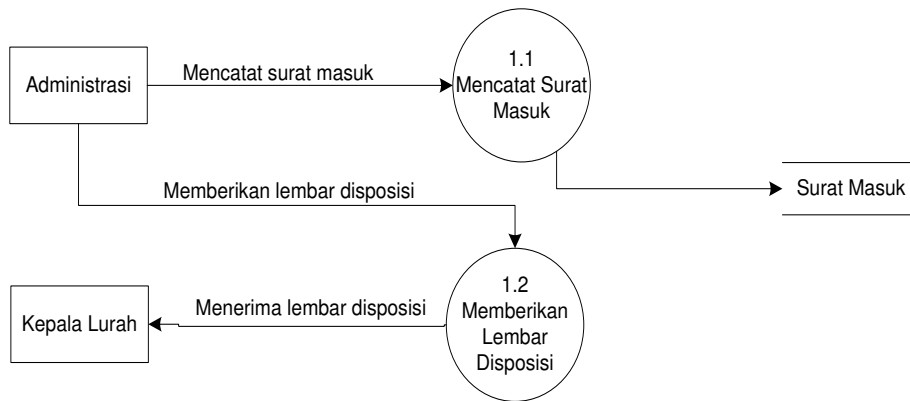 1.1
Administrasi
Mencatat surat masuk
Mencatat Surat
Masuk
Memberikan lembar disposisi
Surat Masuk
1.2
Memberikan
Lembar
Disposisi
Menerima lembar disposisi
Kepala Lurah